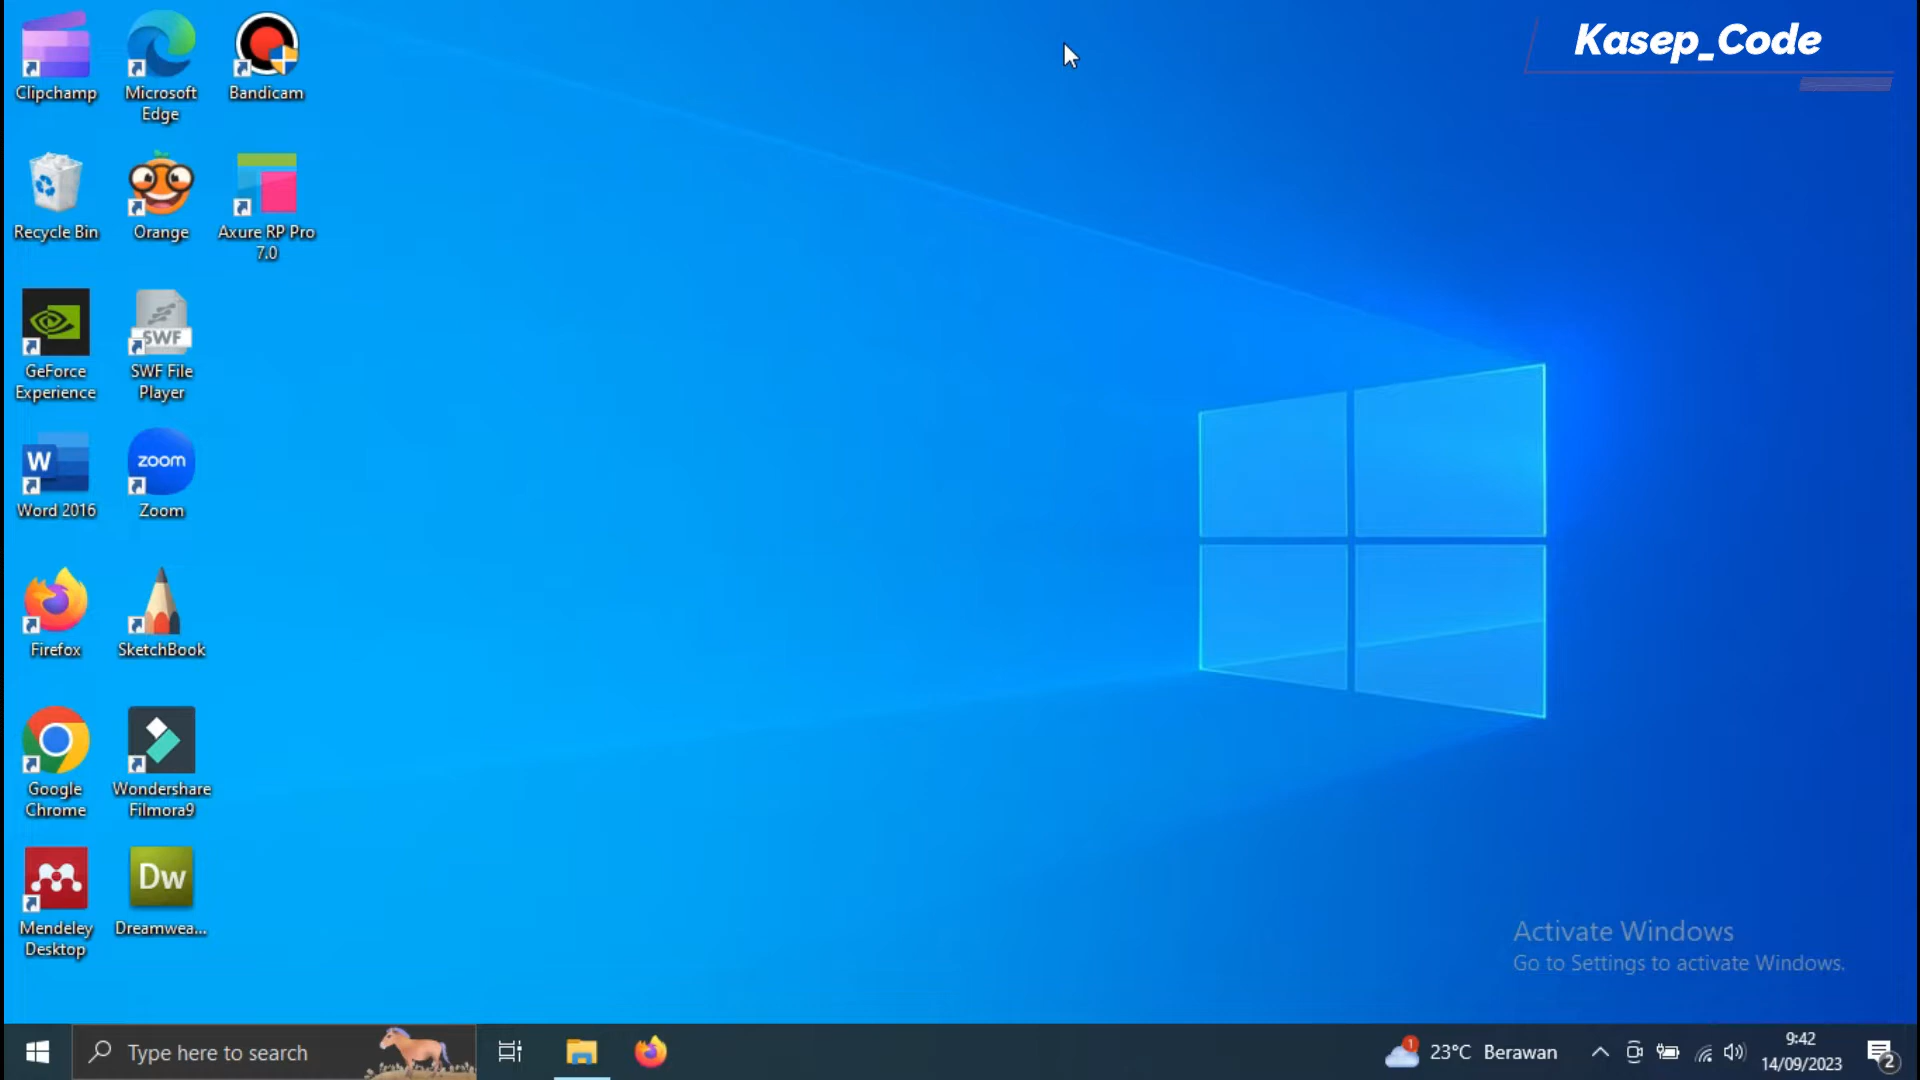 Kasep_Code
Clipchamp
Microsoft
Edge
Bandicam
Recycle Bin
Orange
Axure RP Pro
7.0
GeForce
Experience
SWF
SWF File
Player
W
Word 2016
zoom
Zoom
Firefox
SketchBook
Google
Chrome
Wondershare
Filmora9
Mendeley
Desktop
Dw
Dreamwea...
Activate Windows
Go to Settings to activate Windows.
Type here to search
1
23°C Berawan
9:42
14/09/2023
2